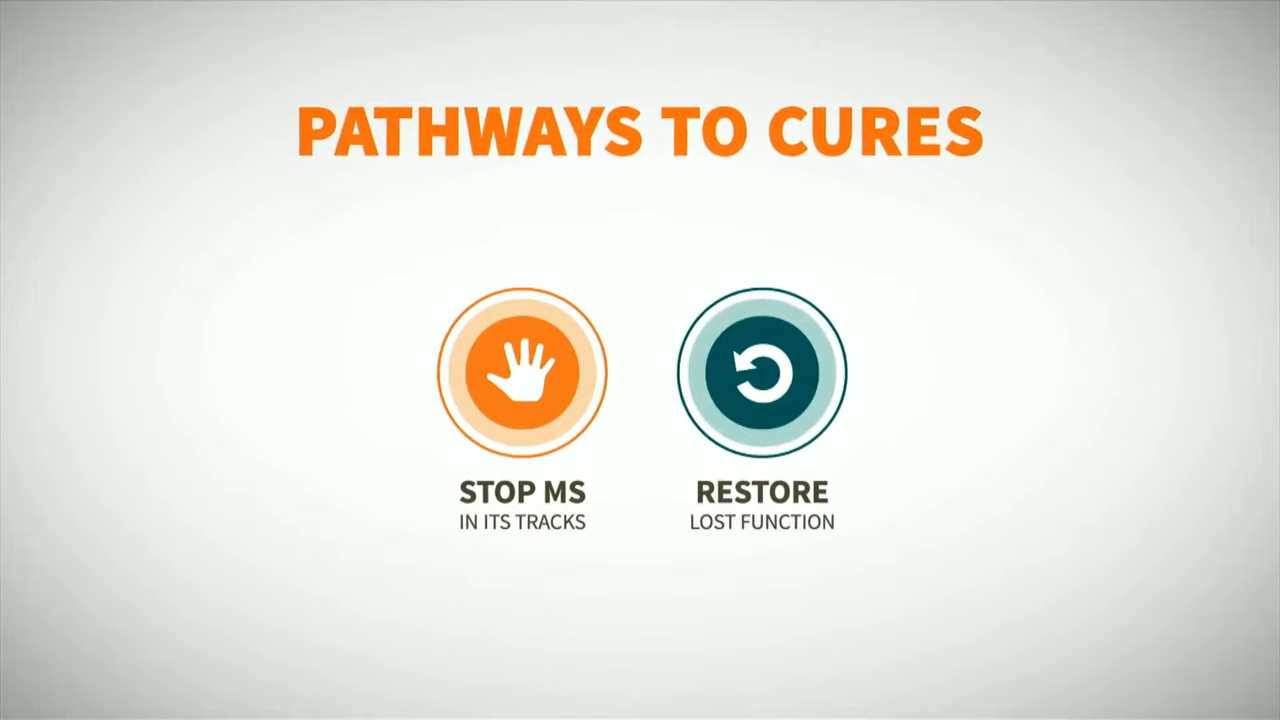 PATHWAYS TO CURES
STOP MS
IN ITS TRACKS
RESTORE
LOST FUNCTION